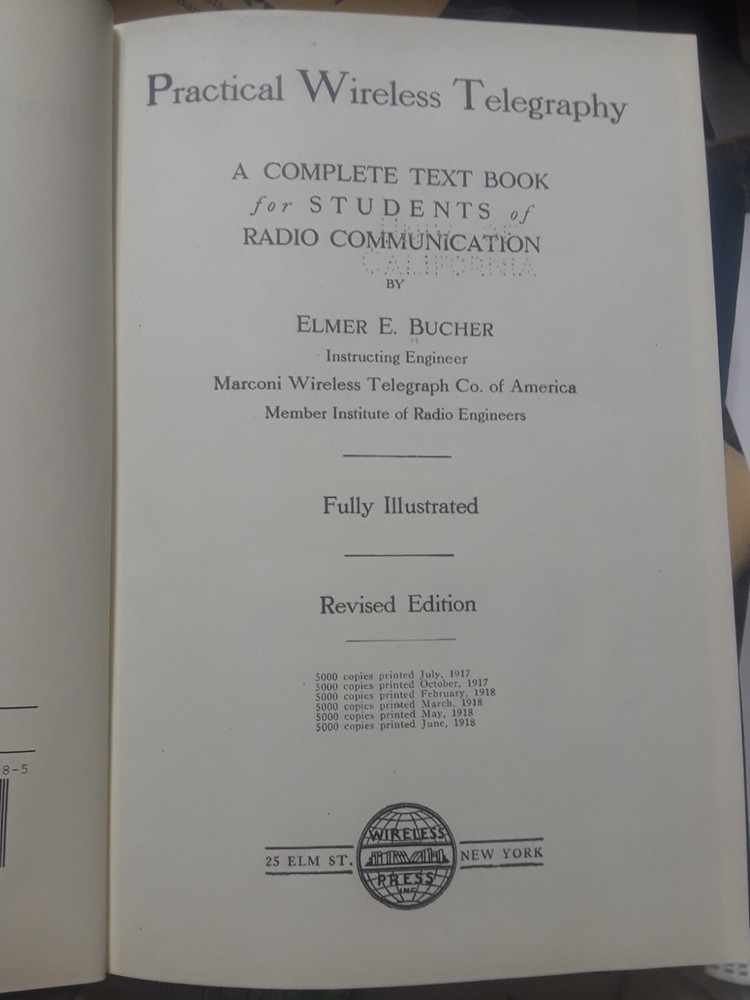 Practical Wireless Telegraphy
A COMPLETE TEXT BOOK
for STUDENTS of
RADIO COMMUNICATION
CALIFORNIA
BY
ELMER E. BUCHER
Instructing Engineer
Marconi Wireless Telegraph Co. of America
Member Institute of Radio Engineers
Fully Illustrated
Revised Edition
5000 copies printed July, 1917
5000 copies printed October, 1917
5000 copies printed February, 1918
5000 copies printed March, 1918
5000 copies printed May, 1918
5000 copies printed June, 1918
25 ELM ST.
WIRELESS
PRESS
INC
NEW YORK
8-5